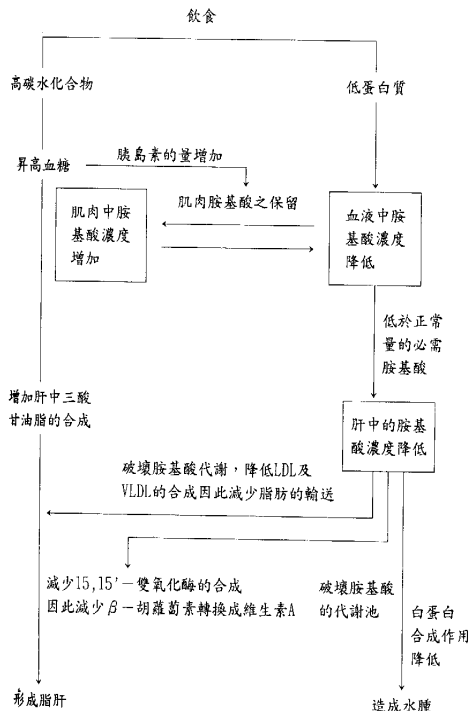 飲食
高碳水化合物
低蛋白質
昇高血糖
胰島素的量增加
肌肉胺基酸之保留
肌肉中胺
基酸濃度
增加
血液中胺
基酸濃度
降低
低於正常
量的必需
胺基酸
增加肝中三酸
甘油脂的合成
肝中的胺基
酸濃度降低
破壞胺基酸代謝，降低LDL及
VLDL的合成因此減少脂肪的輸送
減少15,15'－雙氧化酶的合成
因此減少β－胡蘿蔔素轉換成維生素A
破壞胺基酸
的代謝池
白蛋白
合成作用
降低
形成脂肝
造成水腫